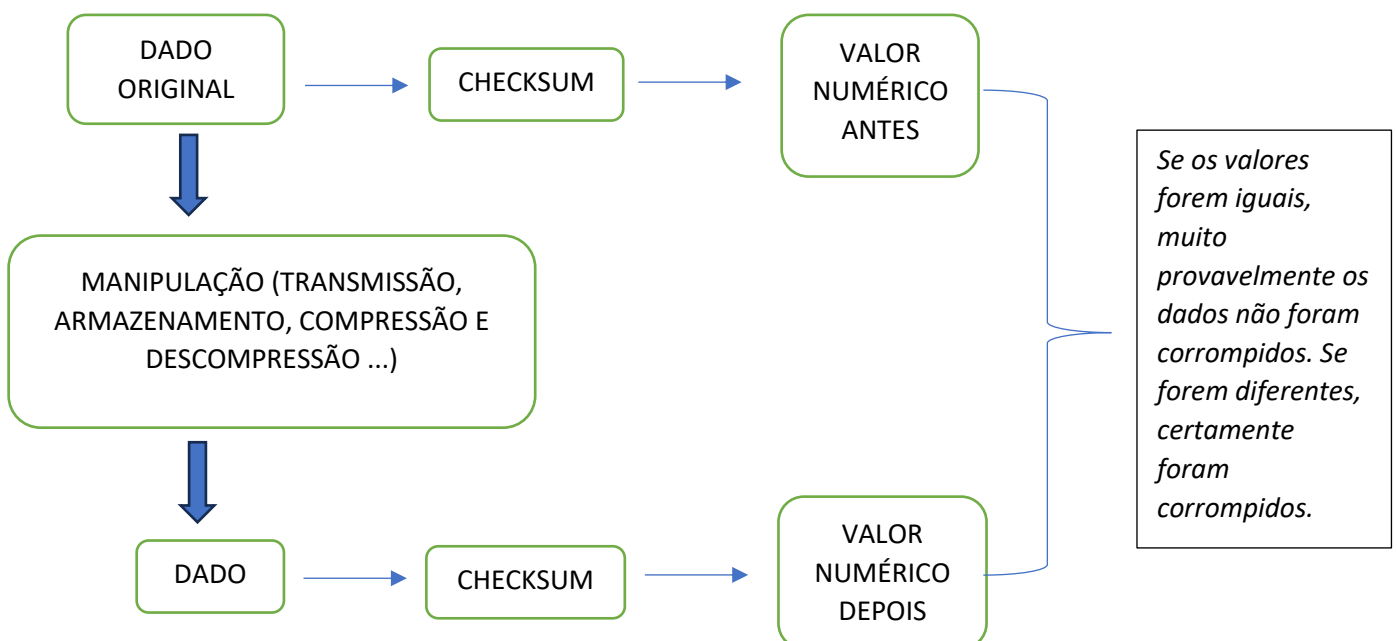 DADO
ORIGINAL
CHECKSUM
VALOR
NUMÉRICO
ANTES
MANIPULAÇÃO (TRANSMISSÃO,
ARMAZENAMENTO, COMPRESSÃO E
DESCOMPRESSÃO ...)
DADO
CHECKSUM
VALOR
NUMÉRICO
DEPOIS
Se os valores
forem iguais,
muito
provavelmente os
dados não foram
corrompidos. Se
forem diferentes,
certamente
foram
corrompidos.